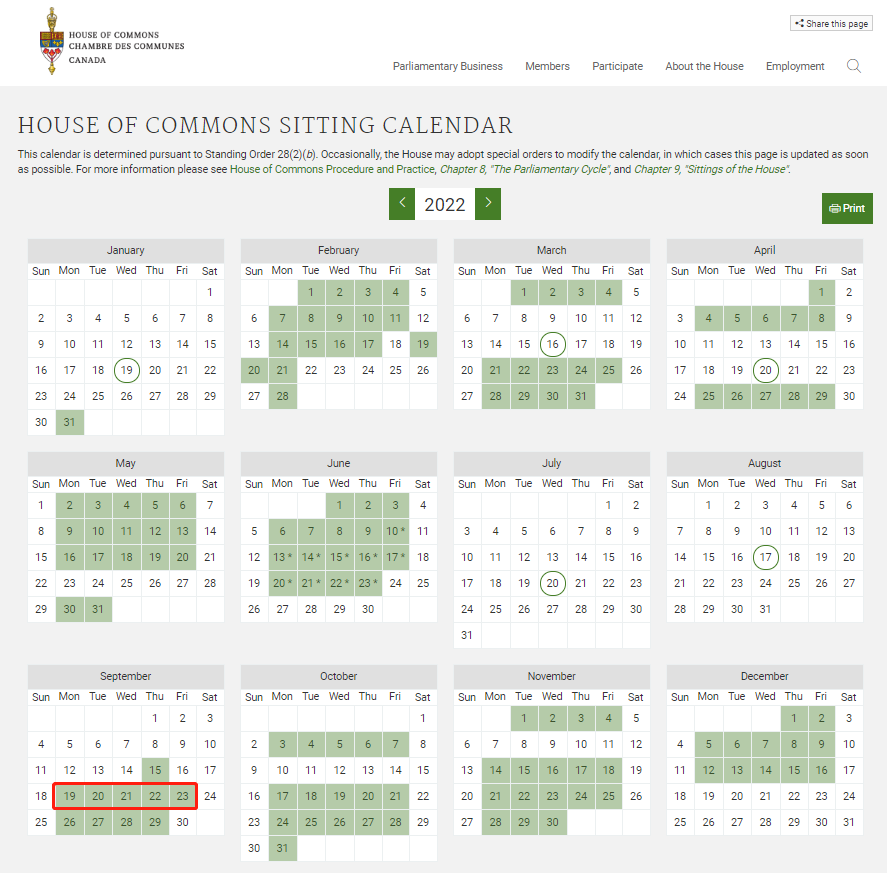 Share this page
HOUSE OF COMMONS
CHAMBRE DES COMMUNES
CANADA
Parliamentary Business Members Participate About the House Employment
HOUSE OF COMMONS SITTING CALENDAR
This calendar is determined pursuant to Standing Order 28(2)(b). Occasionally, the House may adopt special orders to modify the calendar, in which cases this page is updated as soon
as possible. For more information please see House of Commons Procedure and Practice, Chapter 8, "The Parliamentary Cycle", and Chapter 9, "Sittings of the House".
2022
Print
January
Sun Mon Tue Wed Thu Fri Sat
1
2 3 4 5 6 7 8
9 10 11 12 13 14 15
16 17 18 19 20 21 22
23 24 25 26 27 28 29
30 31
February
Sun Mon Tue Wed Thu Fri Sat
1 2 3 4 5
6 7 8 9 10 11 12
13 14 15 16 17 18 19
20 21 22 23 24 25 26
27 28
March
Sun Mon Tue Wed Thu Fri Sat
1 2 3 4 5
6 7 8 9 10 11 12
13 14 15 16 17 18 19
20 21 22 23 24 25 26
27 28 29 30 31
April
Sun Mon Tue Wed Thu Fri Sat
1 2
3 4 5 6 7 8 9
10 11 12 13 14 15 16
17 18 19 20 21 22 23
24 25 26 27 28 29 30
May
Sun Mon Tue Wed Thu Fri Sat
1 2 3 4 5 6 7
8 9 10 11 12 13 14
15 16 17 18 19 20 21
22 23 24 25 26 27 28
29 30 31
June
Sun Mon Tue Wed Thu Fri Sat
1 2 3 4
5 6 7 8 9 10 * 11
12 13 * 14 * 15 * 16 * 17 * 18
19 20 * 21 * 22 * 23 * 24 25
26 27 28 29 30
July
Sun Mon Tue Wed Thu Fri Sat
1 2
3 4 5 6 7 8 9
10 11 12 13 14 15 16
17 18 19 20 21 22 23
24 25 26 27 28 29 30
31
August
Sun Mon Tue Wed Thu Fri Sat
1 2 3 4 5 6
7 8 9 10 11 12 13
14 15 16 17 18 19 20
21 22 23 24 25 26 27
28 29 30 31
September
Sun Mon Tue Wed Thu Fri Sat
1 2 3
4 5 6 7 8 9 10
11 12 13 14 15 16 17
18 19 20 21 22 23 24
25 26 27 28 29 30
October
Sun Mon Tue Wed Thu Fri Sat
1
2 3 4 5 6 7 8
9 10 11 12 13 14 15
16 17 18 19 20 21 22
23 24 25 26 27 28 29
30 31
November
Sun Mon Tue Wed Thu Fri Sat
1 2 3 4 5
6 7 8 9 10 11 12
13 14 15 16 17 18 19
20 21 22 23 24 25 26
27 28 29 30
December
Sun Mon Tue Wed Thu Fri Sat
1 2 3
4 5 6 7 8 9 10
11 12 13 14 15 16 17
18 19 20 21 22 23 24
25 26 27 28 29 30 31